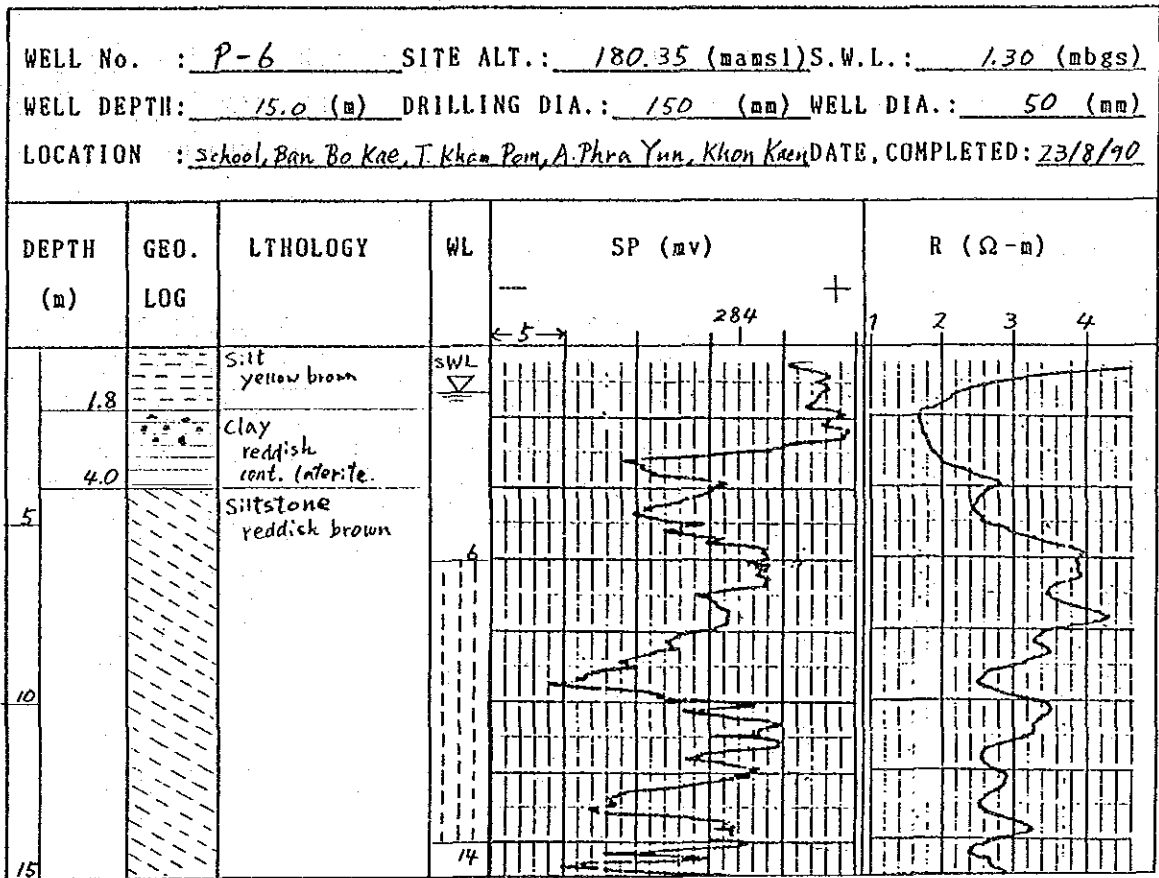 WELL No. : P-6 SITE ALT.: 180.35 (mamsl) S.W.L.: 1.30 (mbgs)
WELL DEPTH: 15.0 (m) DRILLING DIA.: 150 (mm) WELL DIA.: 50 (mm)
LOCATION : School, Ban Bo Kae, T. Kham Pom, A. Phra Yun, Khon Kaen DATE, COMPLETED: 23/8/90
DEPTH GEO. LTHOLOGY WL SP (mv) R (Ω-m)
(m) LOG — +
←5→ 284 1 2 3 4
Silt SWL
yellow brown
1.8
Clay
reddish
cont. laterite.
4.0
Siltstone
5 reddish brown
6
10
14
15